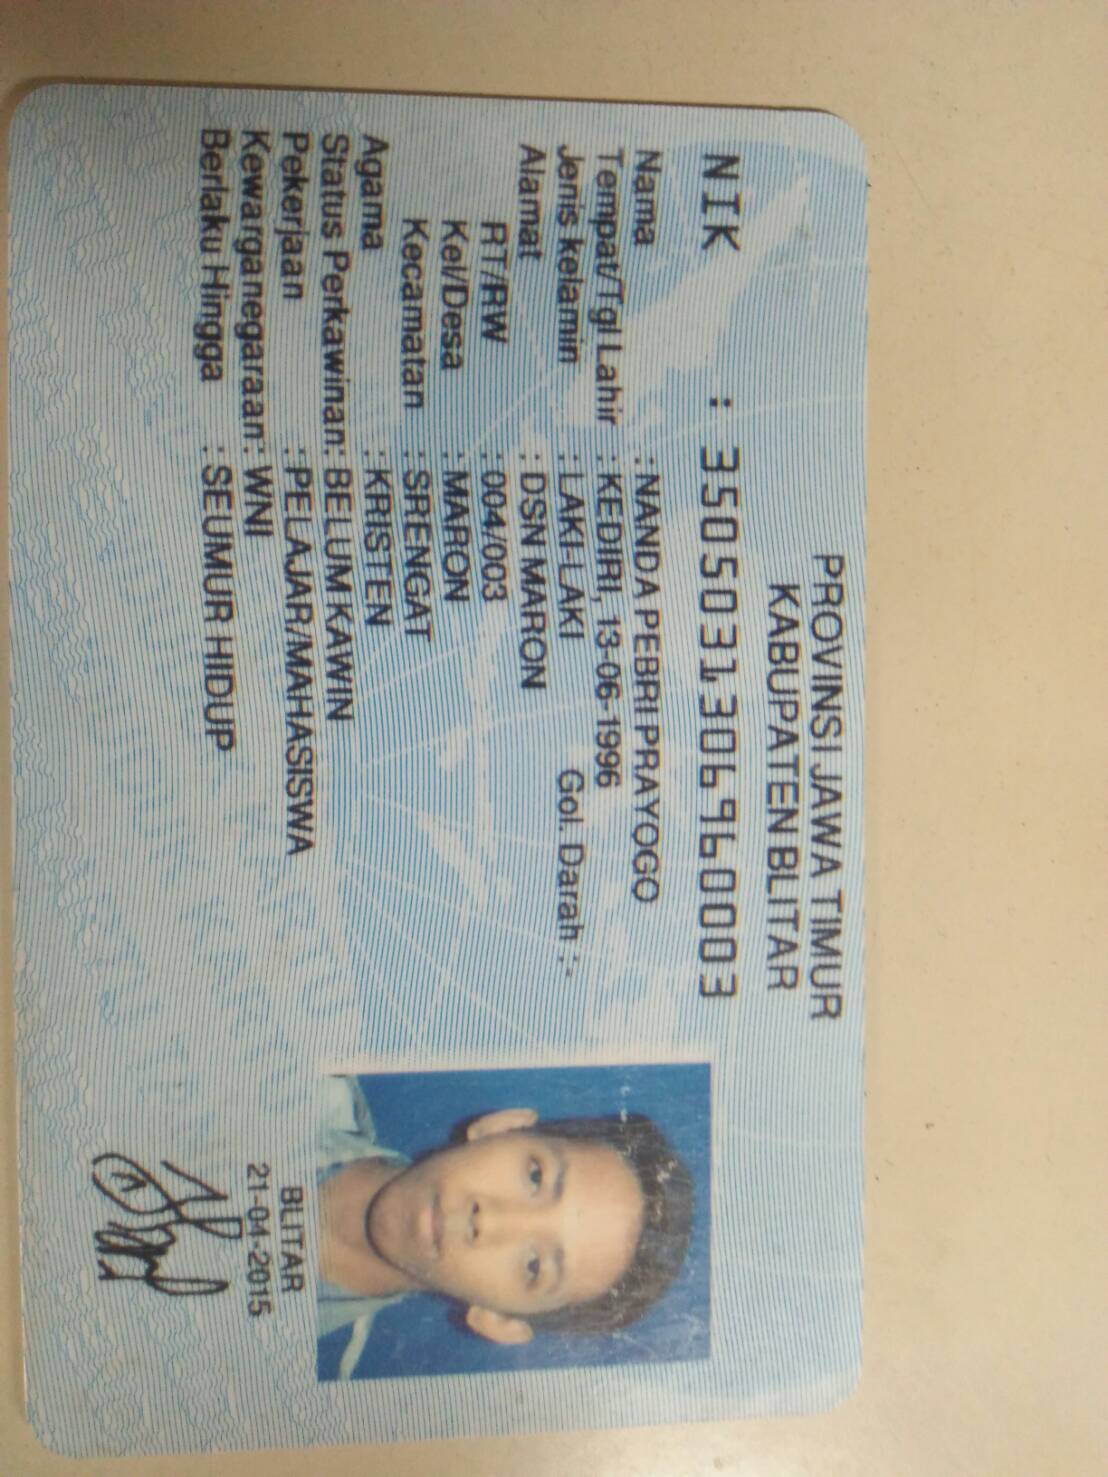 PROVINSI JAWA TIMUR
KABUPATEN BLITAR
NIK : 3505031306960003
Nama : NANDA PEBRI PRAYOGO
Tempat/Tgl Lahir : KEDIRI, 13-06-1996
Jenis kelamin : LAKI-LAKI Gol. Darah :-
Alamat : DSN MARON
RT/RW : 004/003
Kel/Desa : MARON
Kecamatan : SRENGAT
Agama : KRISTEN
Status Perkawinan: BELUM KAWIN
Pekerjaan : PELAJAR/MAHASISWA
Kewarganegaraan: WNI
Berlaku Hingga : SEUMUR HIDUP
BLITAR
21-04-2015